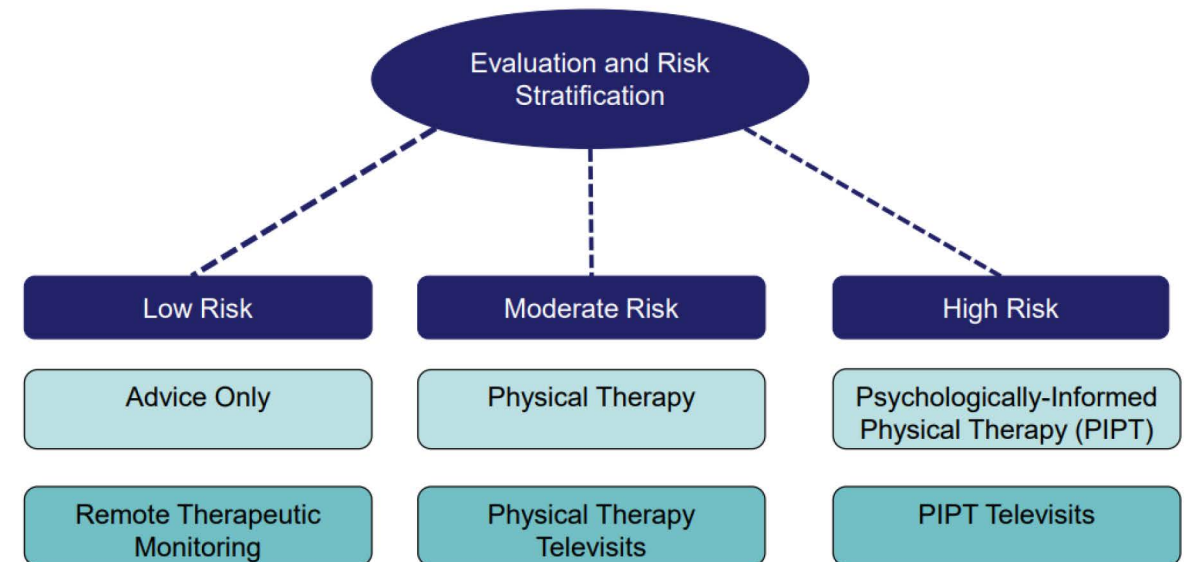 Evaluation and Risk
Stratification
Low Risk
Moderate Risk
High Risk
Advice Only
Physical Therapy
Psychologically-Informed
Physical Therapy (PIPT)
Remote Therapeutic
Monitoring
Physical Therapy
Televisits
PIPT Televisits